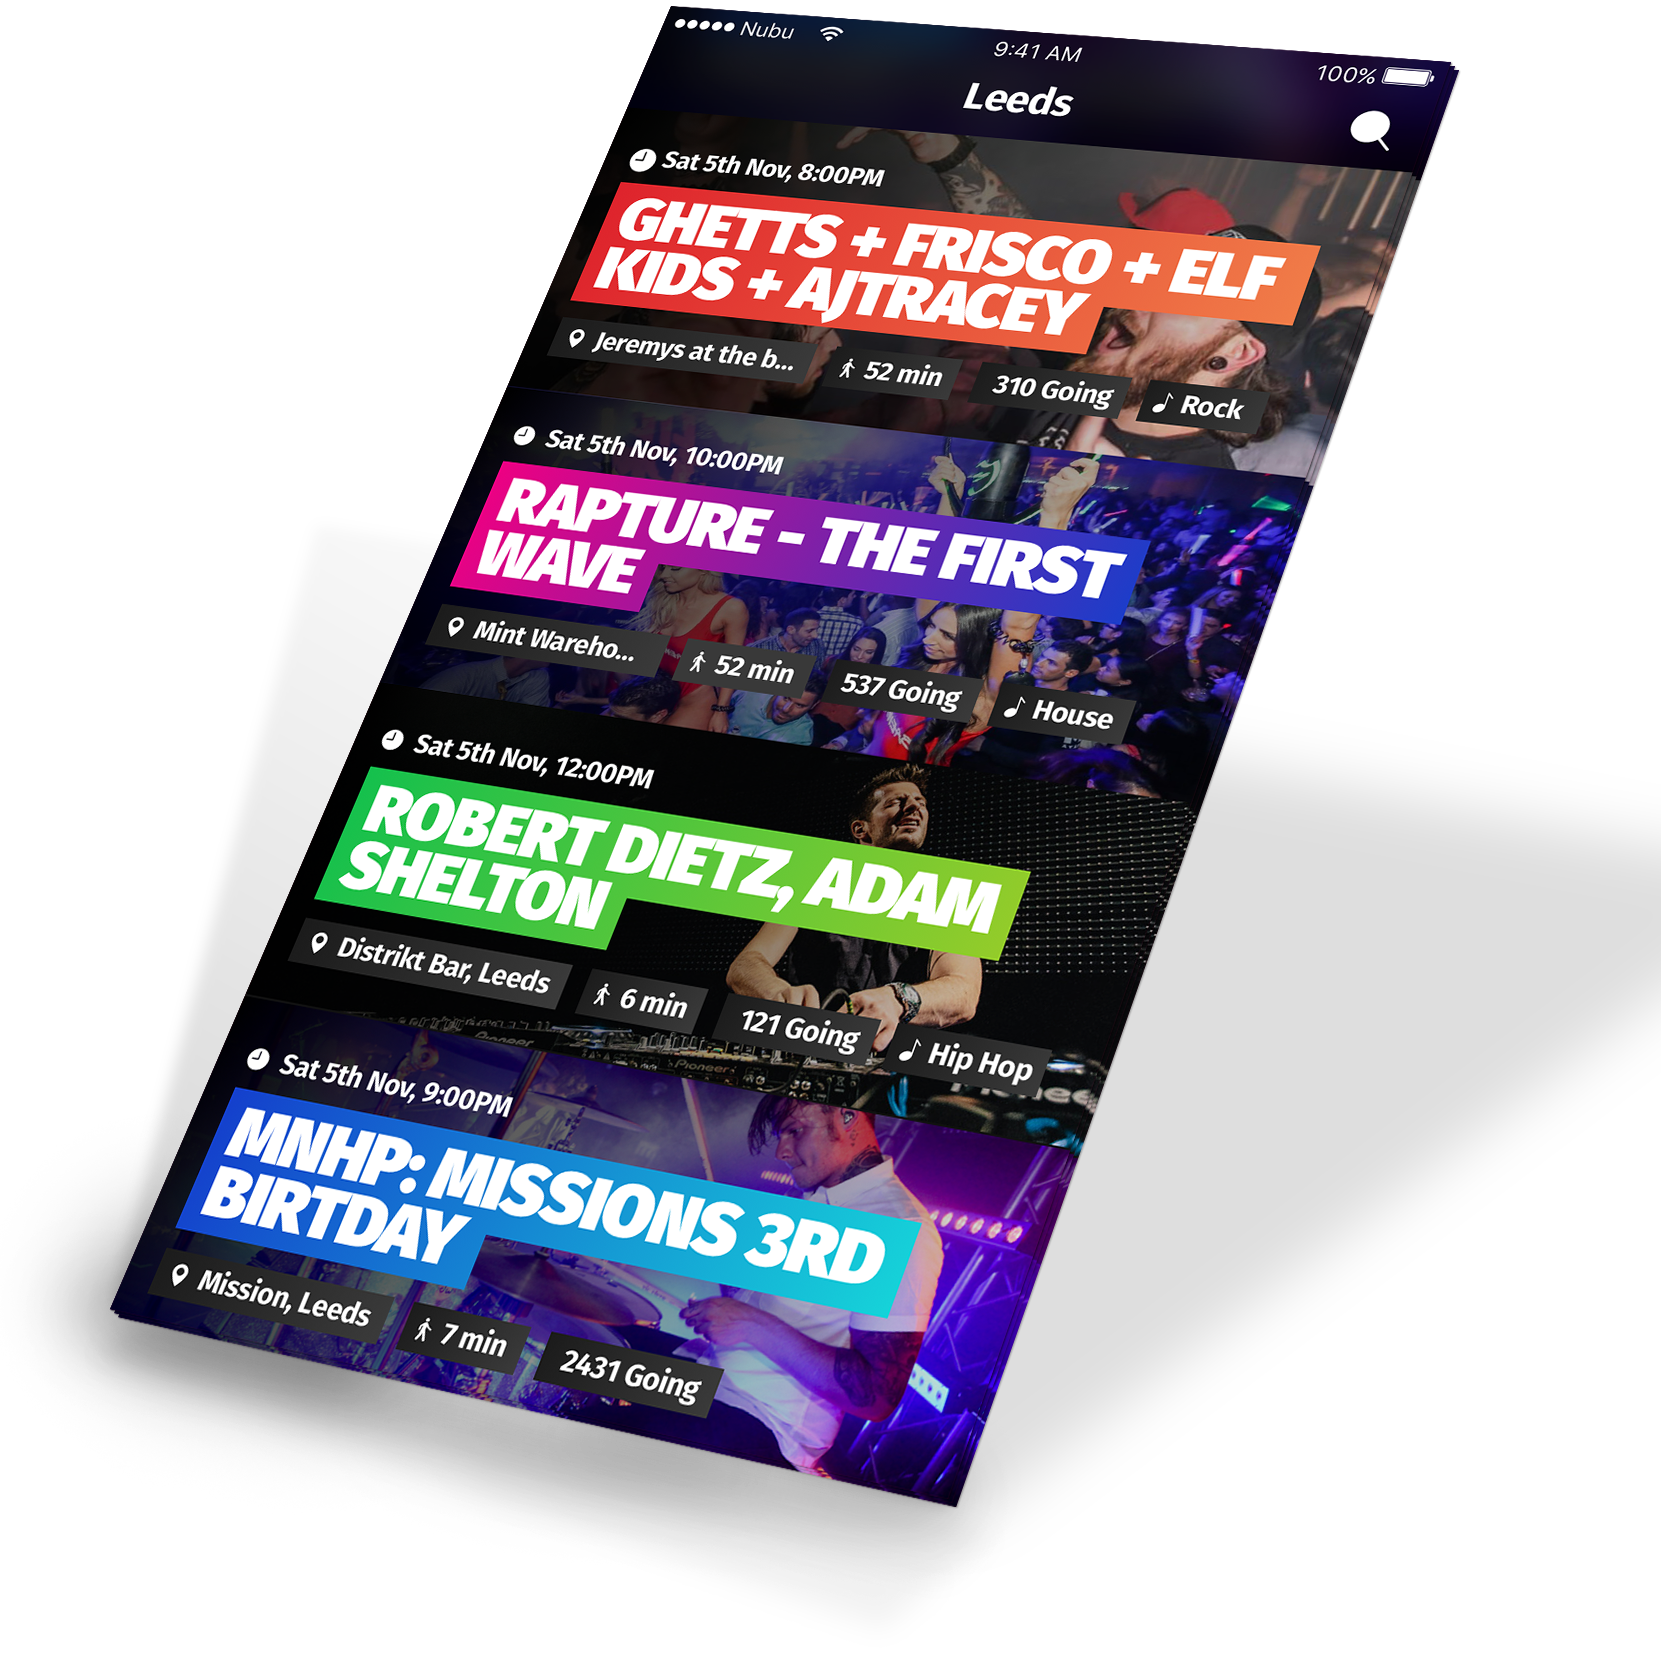 Nubu
9:41 AM
100%
Leeds
Sat 5th Nov, 8:00PM
GHETTS + FRISCO + ELF
KIDS + AJTRACEY
Jeremys at the b... 52 min 310 Going Rock
Sat 5th Nov, 10:00PM
RAPTURE - THE FIRST
WAVE
Mint Wareho... 52 min 537 Going House
Sat 5th Nov, 12:00PM
ROBERT DIETZ, ADAM
SHELTON
Distrikt Bar, Leeds 6 min 121 Going Hip Hop
Pioneer
Pioneer
Sat 5th Nov, 9:00PM
MNHP: MISSIONS 3RD
BIRTDAY
Mission, Leeds 7 min 2431 Going